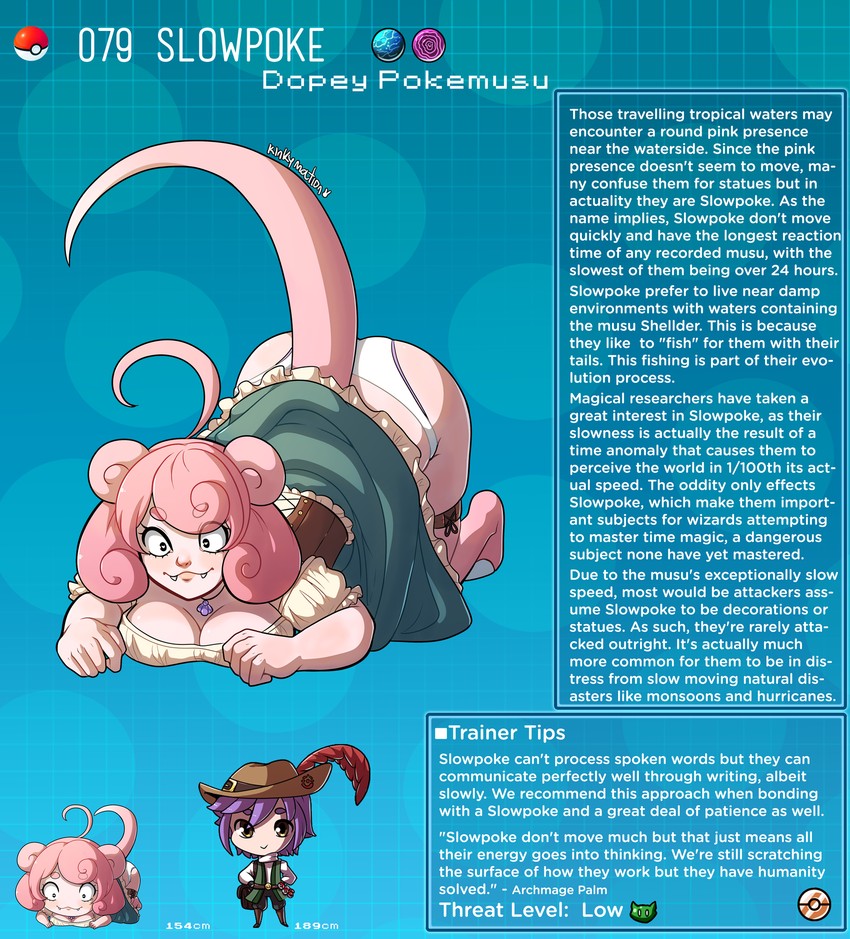 079 SLOWPOKE
Dopey Pokemusu
kinkymation
Those travelling tropical waters may
encounter a round pink presence
near the waterside. Since the pink
presence doesn't seem to move, ma-
ny confuse them for statues but in
actuality they are Slowpoke. As the
name implies, Slowpoke don't move
quickly and have the longest reaction
time of any recorded musu, with the
slowest of them being over 24 hours.
Slowpoke prefer to live near damp
environments with waters containing
the musu Shellder. This is because
they like to "fish" for them with their
tails. This fishing is part of their evo-
lution process.
Magical researchers have taken a
great interest in Slowpoke, as their
slowness is actually the result of a
time anomaly that causes them to
perceive the world in 1/100th its act-
ual speed. The oddity only effects
Slowpoke, which make them import-
ant subjects for wizards attempting
to master time magic, a dangerous
subject none have yet mastered.
Due to the musu's exceptionally slow
speed, most would be attackers ass-
ume Slowpoke to be decorations or
statues. As such, they're rarely atta-
cked outright. It's actually much
more common for them to be in dis-
tress from slow moving natural dis-
asters like monsoons and hurricanes.
Trainer Tips
Slowpoke can't process spoken words but they can
communicate perfectly well through writing, albeit
slowly. We recommend this approach when bonding
with a Slowpoke and a great deal of patience as well.
"Slowpoke don't move much but that just means all
their energy goes into thinking. We're still scratching
the surface of how they work but they have humanity
solved." - Archmage Palm
Threat Level: Low
154cm
189cm